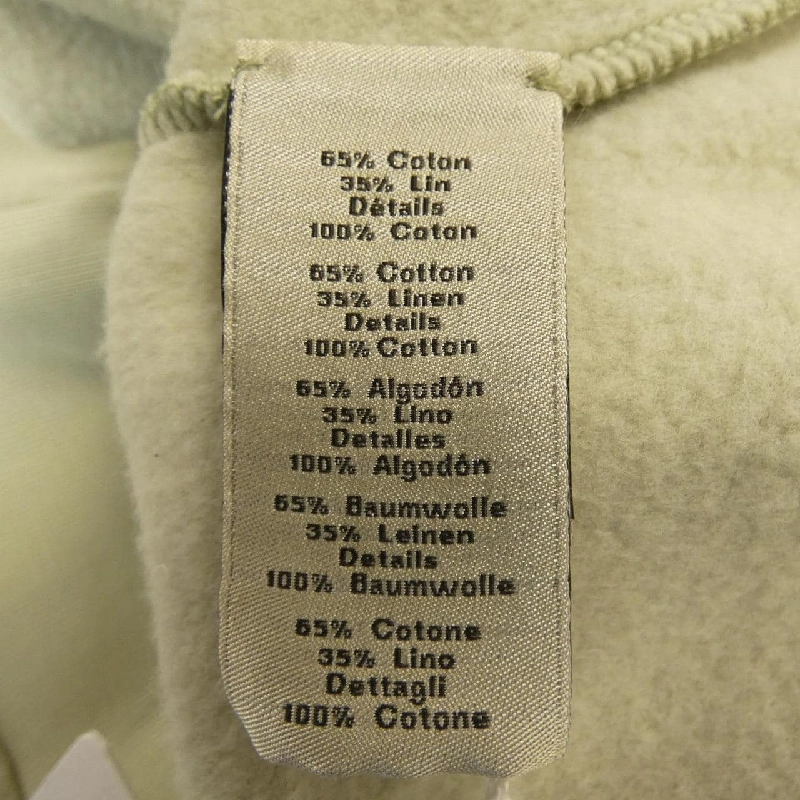 65% Coton
35% Lin
Détails
100% Coton
65% Cotton
35% Linen
Details
100% Cotton
65% Algodón
35% Lino
Detalles
100% Algodón
65% Baumwolle
35% Leinen
Details
100% Baumwolle
65% Cotone
35% Lino
Dettagli
100% Cotone